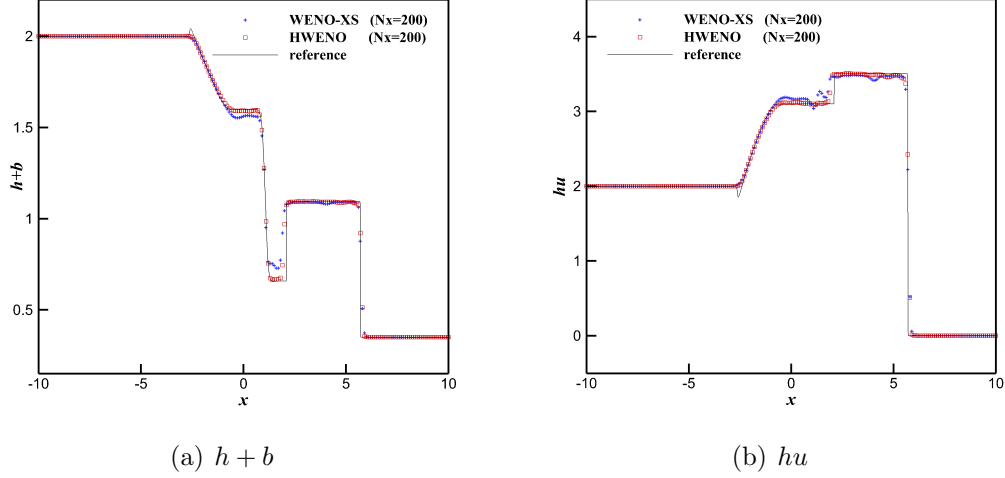 WENO-XS (Nx=200)
HWENO (Nx=200)
reference
h+b
2
1.5
1
0.5
-10 -5 0 5 10
x
(a) h + b
WENO-XS (Nx=200)
HWENO (Nx=200)
reference
hu
4
3
2
1
0
-10 -5 0 5 10
x
(b) hu